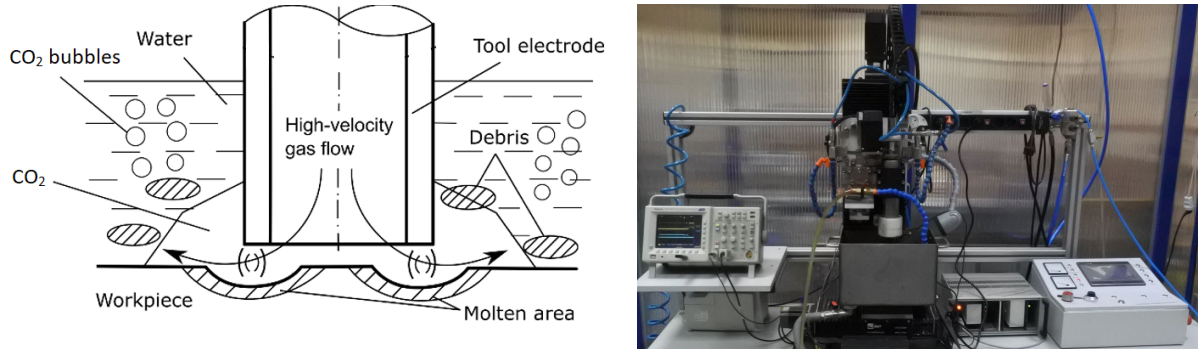 Water
CO₂ bubbles
Tool electrode
High-velocity
gas flow
Debris
CO₂
Workpiece
Molten area